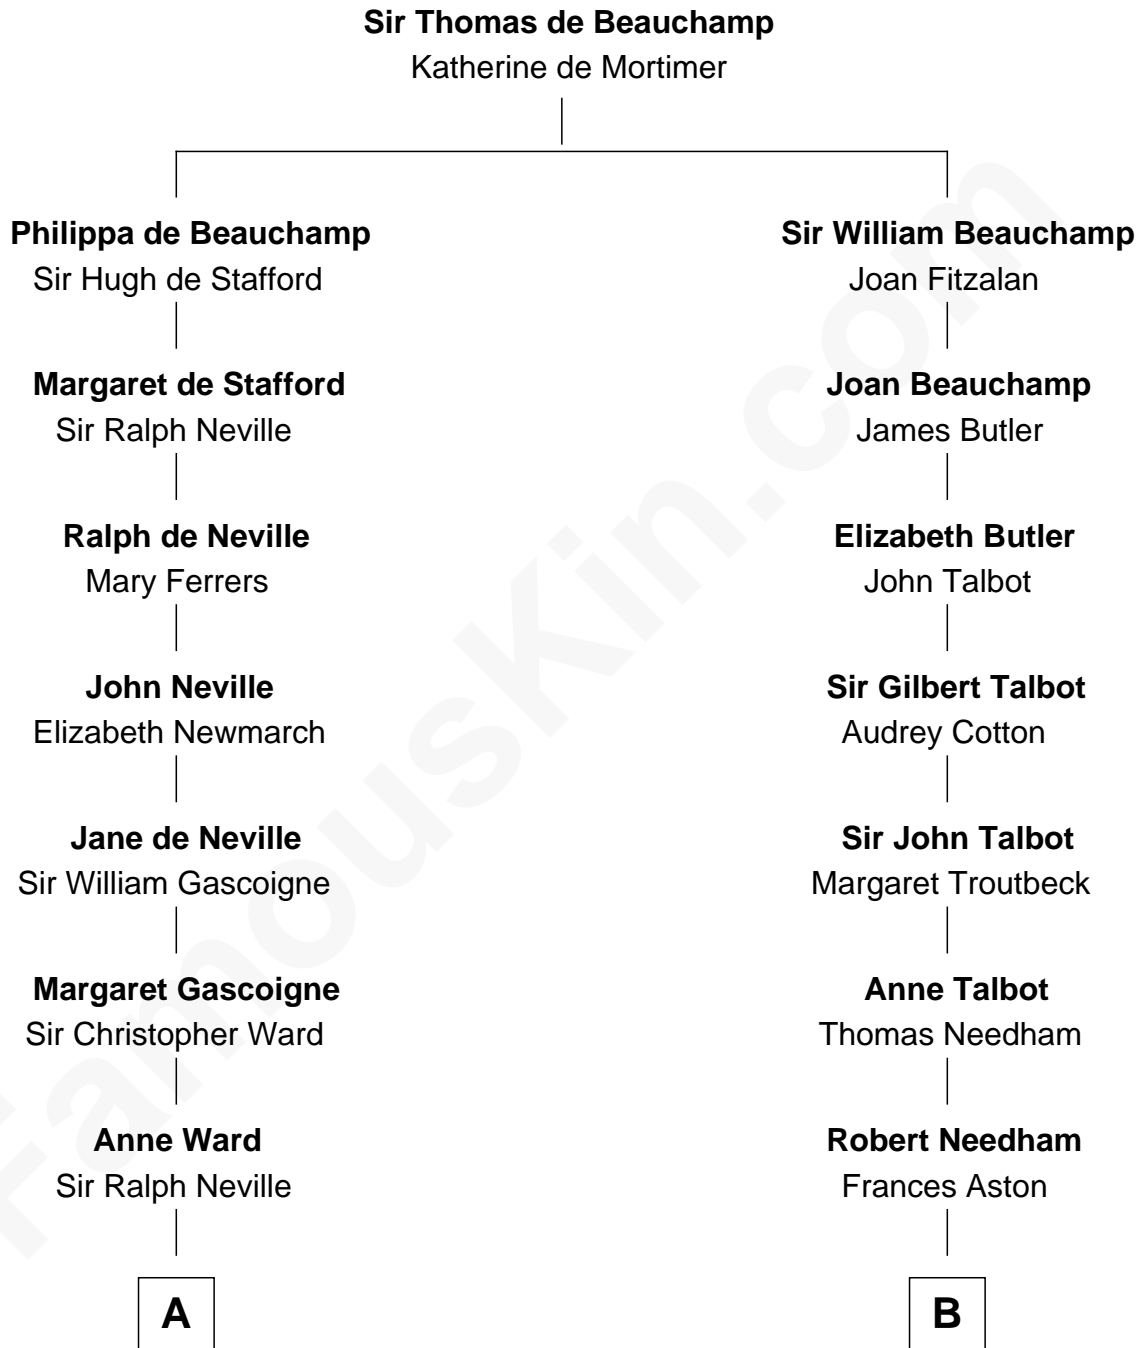 Sir Thomas de Beauchamp
Katherine de Mortimer
Philippa de Beauchamp
Sir Hugh de Stafford
Margaret de Stafford
Sir Ralph Neville
Ralph de Neville
Mary Ferrers
John Neville
Elizabeth Newmarch
Jane de Neville
Sir William Gascoigne
Margaret Gascoigne
Sir Christopher Ward
Anne Ward
Sir Ralph Neville
A
Sir William Beauchamp
Joan Fitzalan
Joan Beauchamp
James Butler
Elizabeth Butler
John Talbot
Sir Gilbert Talbot
Audrey Cotton
Sir John Talbot
Margaret Troutbeck
Anne Talbot
Thomas Needham
Robert Needham
Frances Aston
B
FamousKin.com